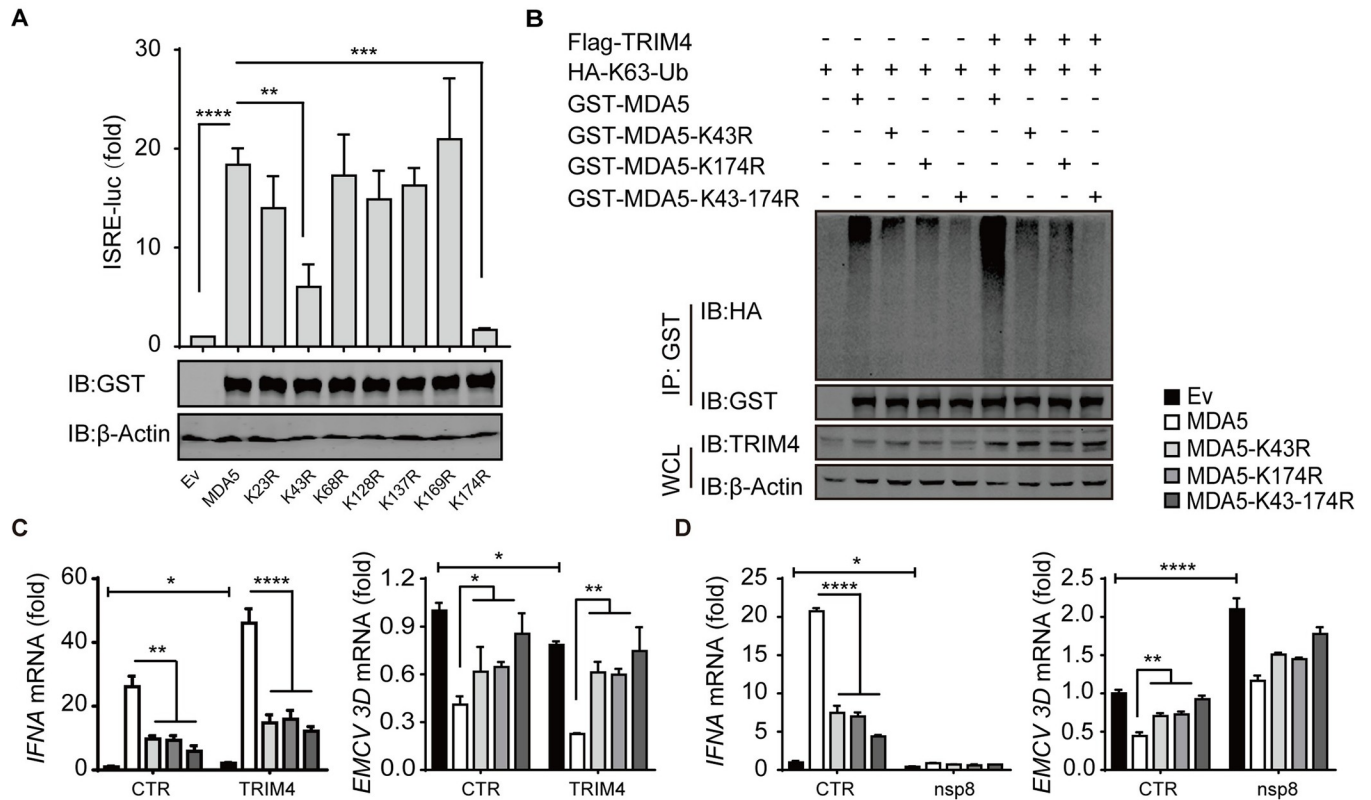 A
ISRE-luc (fold)
30
20
10
0
****
**
***
IB:GST
IB:β-Actin
Ev MDA5 K23R K43R K68R K128R K137R K169R K174R
B
Flag-TRIM4 - - - - - + + + +
HA-K63-Ub + + + + + + + + +
GST-MDA5 - + - - - + - - -
GST-MDA5-K43R - - + - - - + - -
GST-MDA5-K174R - - - + - - - + -
GST-MDA5-K43-174R - - - - + - - - +
IP: GST
IB:HA
IB:GST
WCL
IB:TRIM4
IB:β-Actin
Ev
MDA5
MDA5-K43R
MDA5-K174R
MDA5-K43-174R
C
IFNA mRNA (fold)
60
40
20
0
*
**
****
CTR TRIM4
EMCV 3D mRNA (fold)
1.2
0.9
0.6
0.3
0.0
*
*
**
CTR TRIM4
D
IFNA mRNA (fold)
25
20
15
10
5
0
*
****
CTR nsp8
EMCV 3D mRNA (fold)
2.5
2.0
1.5
1.0
0.5
0.0
****
**
CTR nsp8